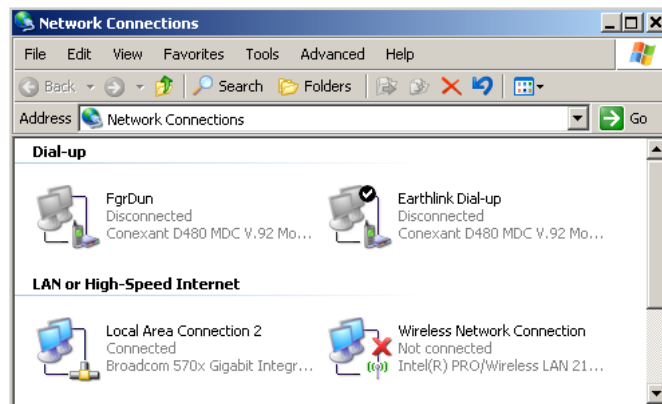 Network Connections
File Edit View Favorites Tools Advanced Help
Back Search Folders
Address Network Connections Go
Dial-up
FgrDun
Disconnected
Conexant D480 MDC V.92 Mo...
Earthlink Dial-up
Disconnected
Conexant D480 MDC V.92 Mo...
LAN or High-Speed Internet
Local Area Connection 2
Connected
Broadcom 570x Gigabit Integr...
Wireless Network Connection
Not connected
Intel(R) PRO/Wireless LAN 21...